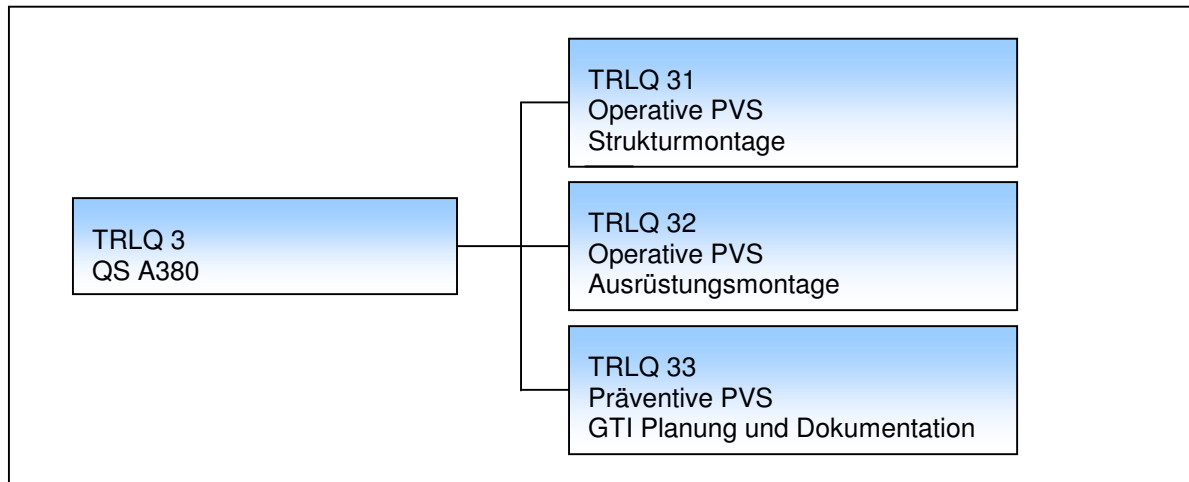 TRLQ 3
QS A380
TRLQ 31
Operative PVS
Strukturmontage
TRLQ 32
Operative PVS
Ausrüstungsmontage
TRLQ 33
Präventive PVS
GTI Planung und Dokumentation